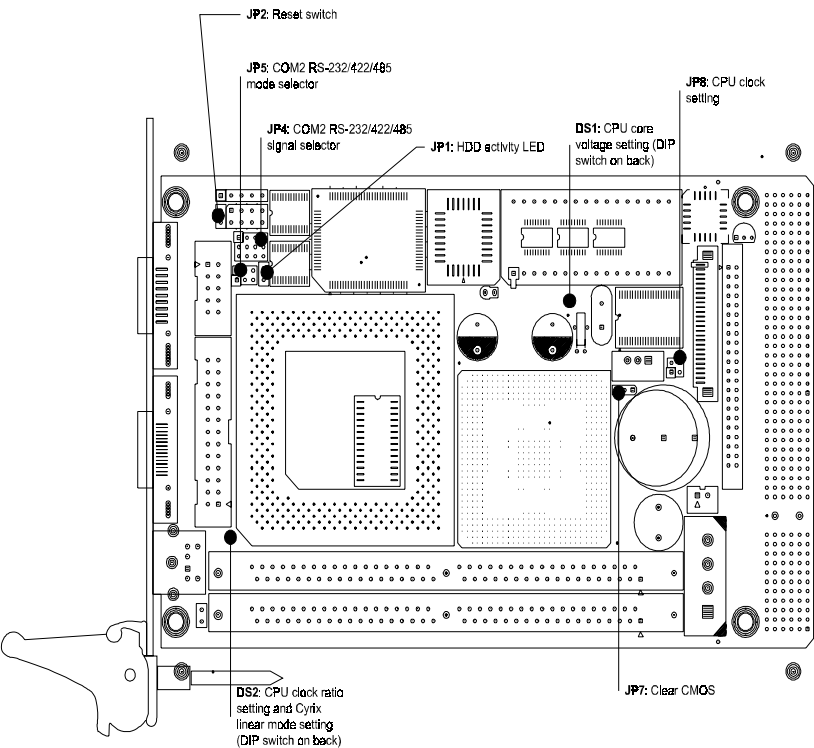 JP2: Reset switch
JP5: COM2 RS-232/422/485
mode selector
JP4: COM2 RS-232/422/485
signal selector
JP1: HDD activity LED
DS1: CPU core
voltage setting (DIP
switch on back)
JP8: CPU clock
setting
DS2: CPU clock ratio
setting and Cyrix
linear mode setting
(DIP switch on back)
JP7: Clear CMOS